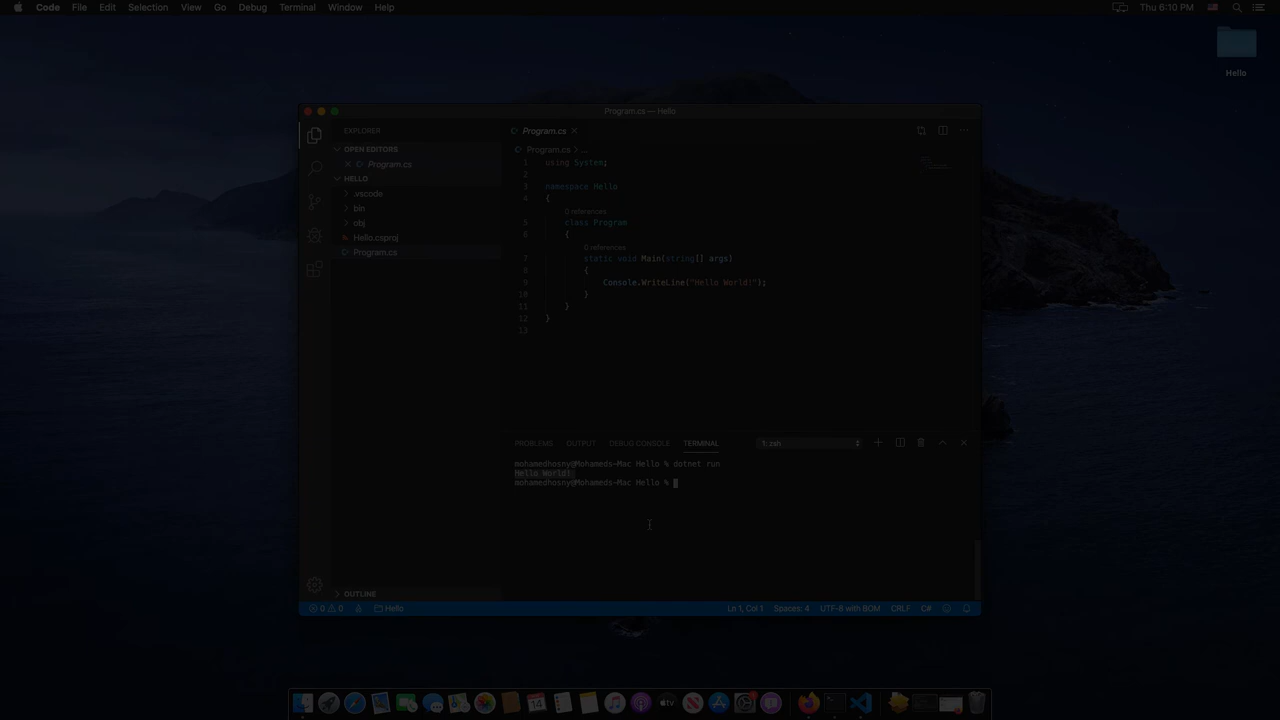 Code File Edit Selection View Go Debug Terminal Window Help Thu 6:10 PM
Hello
Program.cs — Hello
EXPLORER
OPEN EDITORS
Program.cs
HELLO
.vscode
bin
obj
Hello.csproj
Program.cs
OUTLINE
Program.cs
Program.cs > ...
1 using System;
2
3 namespace Hello
4 {
0 references
5 class Program
6 {
0 references
7 static void Main(string[] args)
8 {
9 Console.WriteLine("Hello World!");
10 }
11 }
12 }
13
PROBLEMS OUTPUT DEBUG CONSOLE TERMINAL 1: zsh
mohamedhosny@Mohameds-Mac Hello % dotnet run
Hello World!
mohamedhosny@Mohameds-Mac Hello %
0 0 Hello Ln 1, Col 1 Spaces: 4 UTF-8 with BOM CRLF C#
14
tv